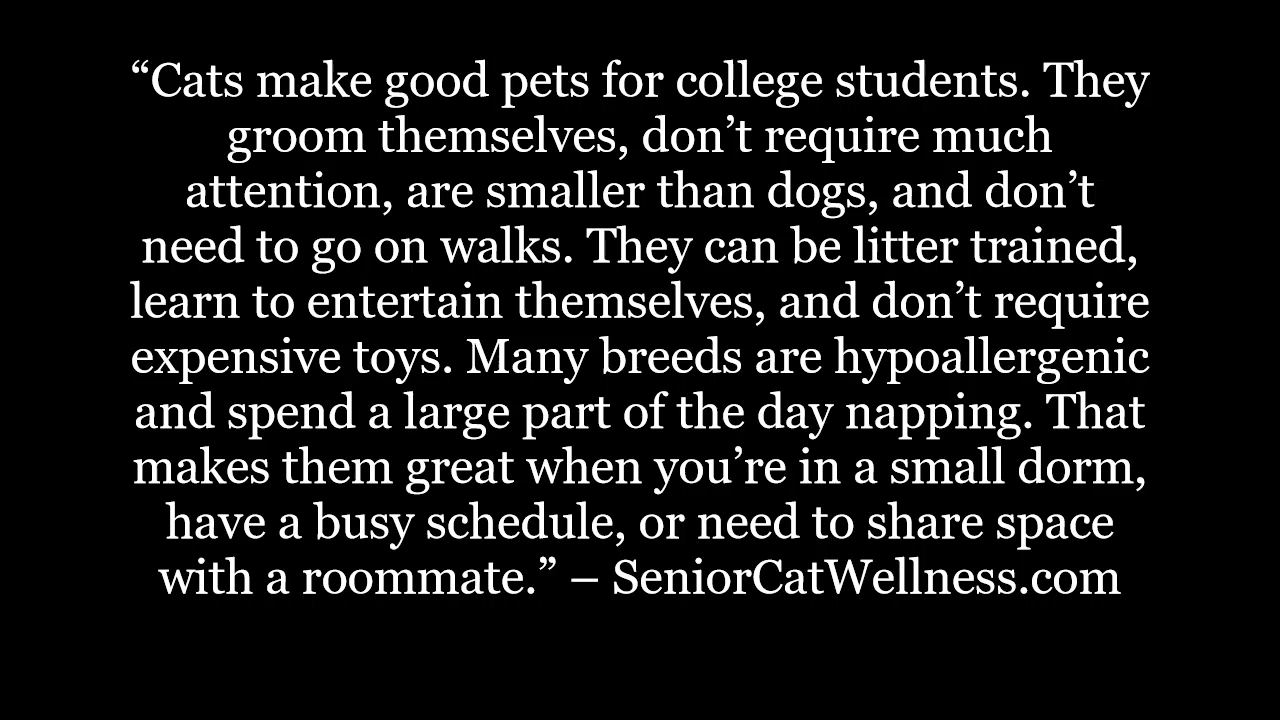 “Cats make good pets for college students. They
groom themselves, don’t require much
attention, are smaller than dogs, and don’t
need to go on walks. They can be litter trained,
learn to entertain themselves, and don’t require
expensive toys. Many breeds are hypoallergenic
and spend a large part of the day napping. That
makes them great when you’re in a small dorm,
have a busy schedule, or need to share space
with a roommate.” – SeniorCatWellness.com